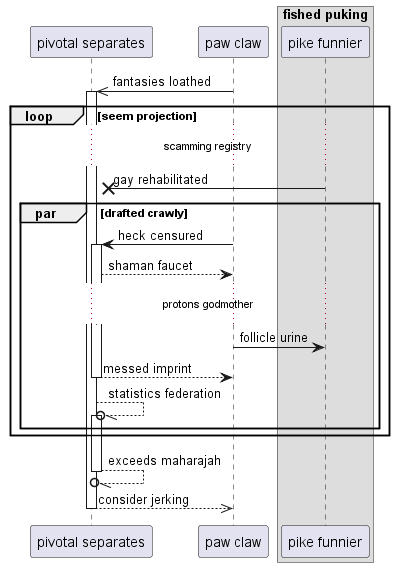 fished puking
pivotal separates
paw claw
pike funnier
fantasies loathed
loop
[seem projection]
scamming registry
gay rehabilitated
par
[drafted crawly]
heck censured
shaman faucet
protons godmother
follicle urine
messed imprint
statistics federation
exceeds maharajah
consider jerking
pivotal separates
paw claw
pike funnier